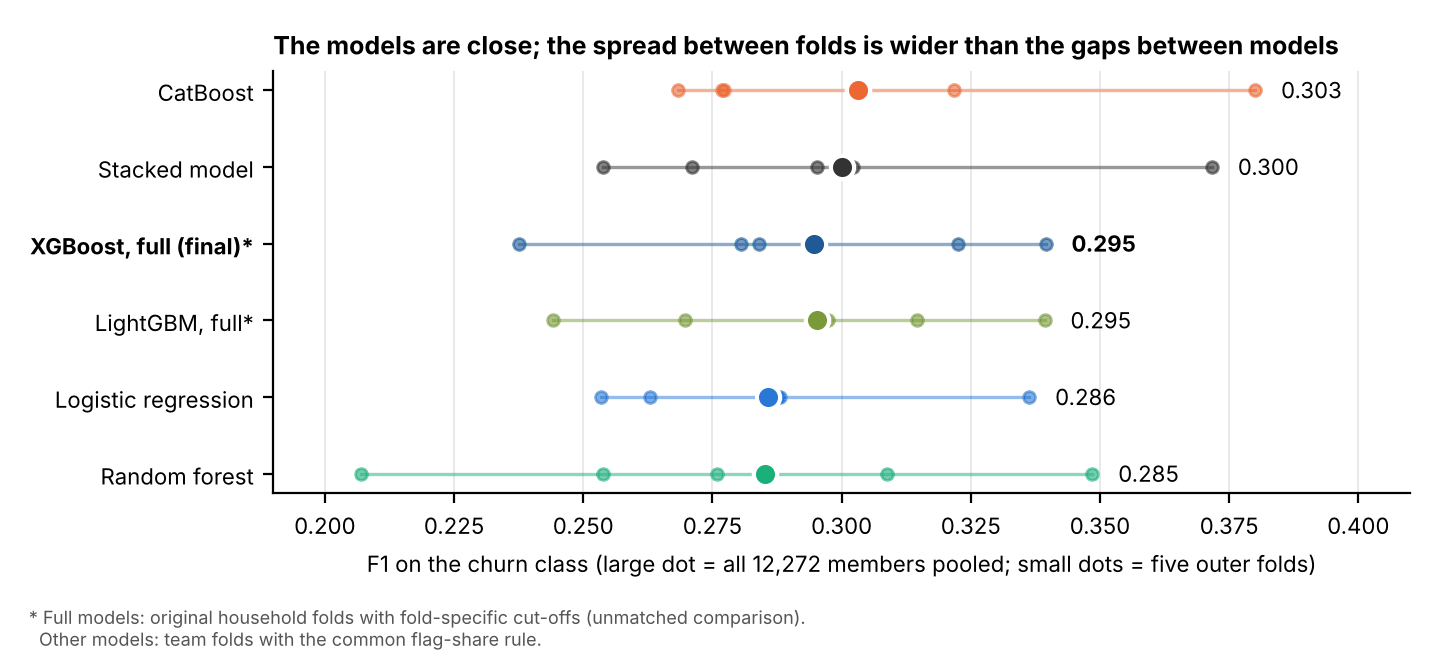 The models are close; the spread between folds is wider than the gaps between models
CatBoost
0.303
Stacked model
0.300
XGBoost, full (final)*
0.295
LightGBM, full*
0.295
Logistic regression
0.286
Random forest
0.285
0.200 0.225 0.250 0.275 0.300 0.325 0.350 0.375 0.400
F1 on the churn class (large dot = all 12,272 members pooled; small dots = five outer folds)
* Full models: original household folds with fold-specific cut-offs (unmatched comparison).
Other models: team folds with the common flag-share rule.